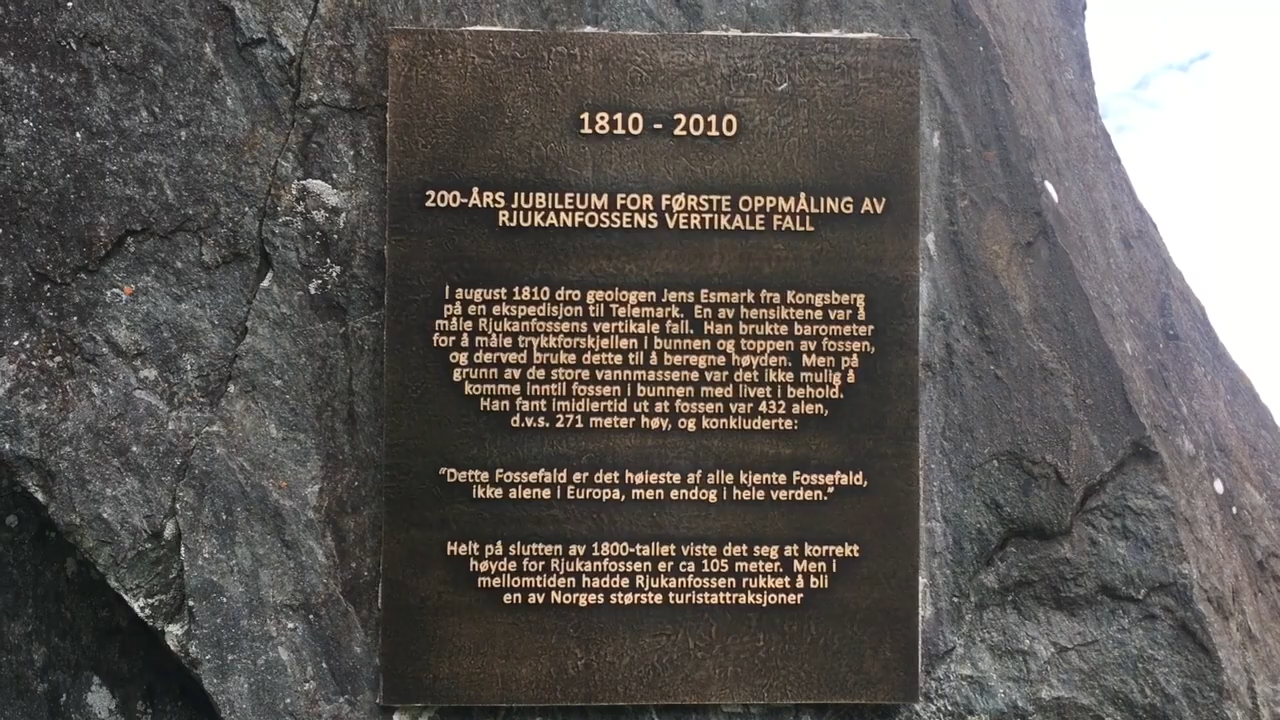 1810 - 2010
200-ÅRS JUBILEUM FOR FØRSTE OPPMÅLING AV
RJUKANFOSSENS VERTIKALE FALL
I august 1810 dro geologen Jens Esmark fra Kongsberg
på en ekspedisjon til Telemark. En av hensiktene var å
måle Rjukanfossens vertikale fall. Han brukte barometer
for å måle trykkforskjellen i bunnen og toppen av fossen,
og derved bruke dette til å beregne høyden. Men på
grunn av de store vannmassene var det ikke mulig å
komme inntil fossen i bunnen med livet i behold.
Han fant imidlertid ut at fossen var 432 alen,
d.v.s. 271 meter høy, og konkluderte:
“Dette Fossefald er det høieste af alle kjente Fossefald,
ikke alene i Europa, men endog i hele verden.”
Helt på slutten av 1800-tallet viste det seg at korrekt
høyde for Rjukanfossen er ca 105 meter. Men i
mellomtiden hadde Rjukanfossen rukket å bli
en av Norges største turistattraksjoner